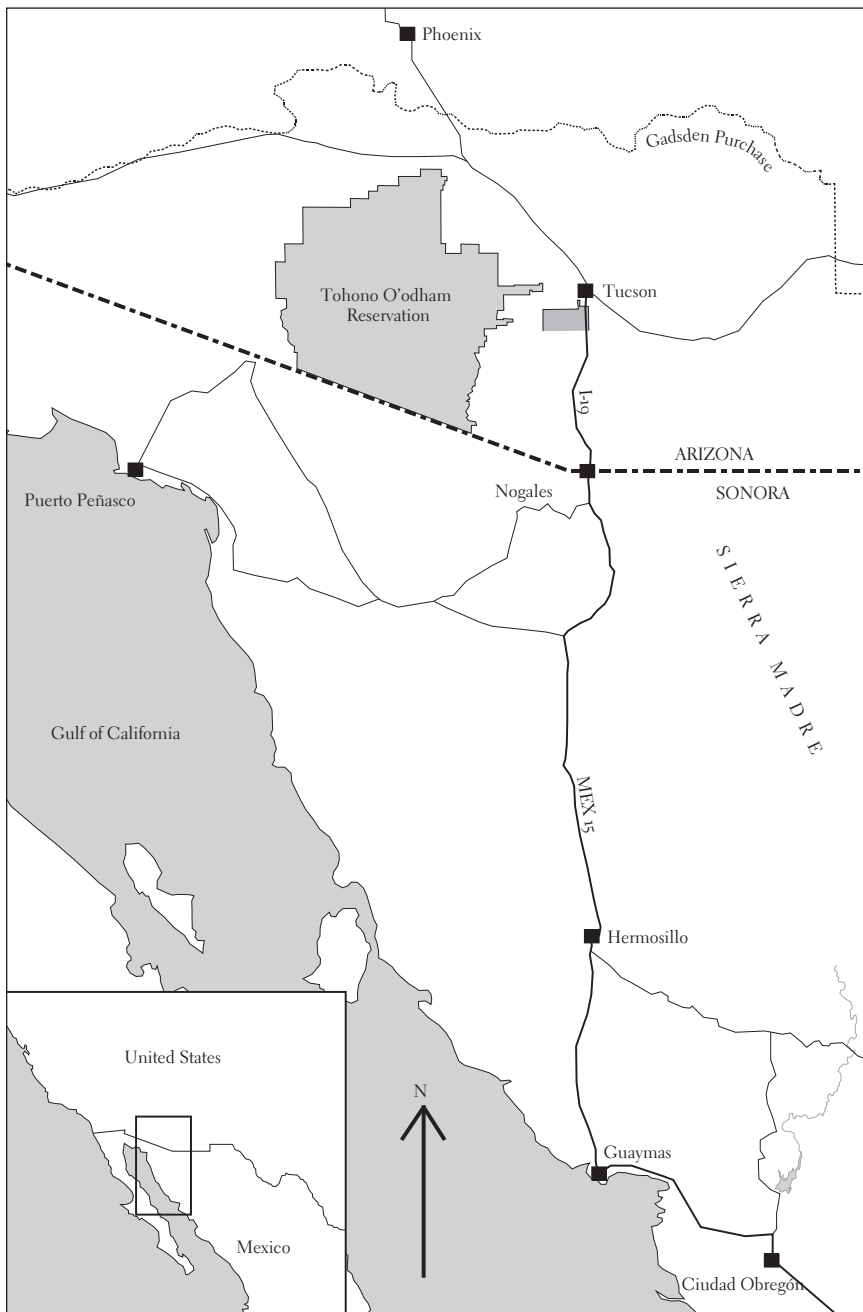 Phoenix
Gadsden Purchase
Tohono O'odham
Reservation
Tucson
I-19
ARIZONA
SONORA
Nogales
Puerto Peñasco
SIERRA MADRE
Gulf of California
MEX 15
Hermosillo
United States
N
Guaymas
Mexico
Ciudad Obregón